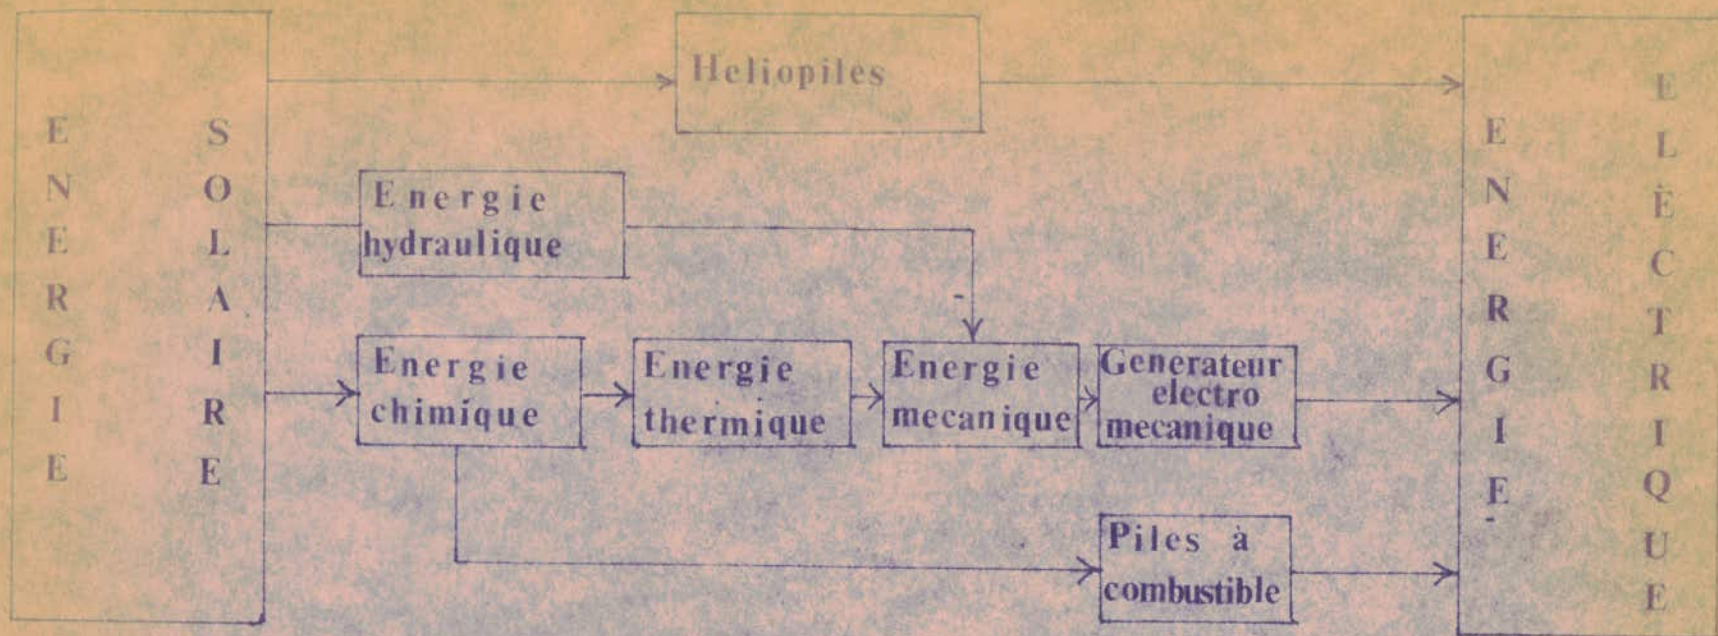 ENERGIE
SOLAIRE
Heliopiles
Energie
hydraulique
Energie
chimique
Energie
thermique
Energie
mecanique
Generateur
electro
mecanique
Piles à
combustible
ENERGIE
ELÈCTRIQUE